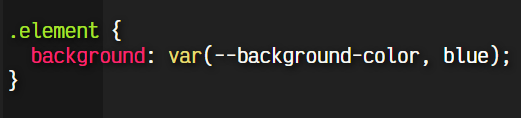 .element {
  background: var(--background-color, blue);
}